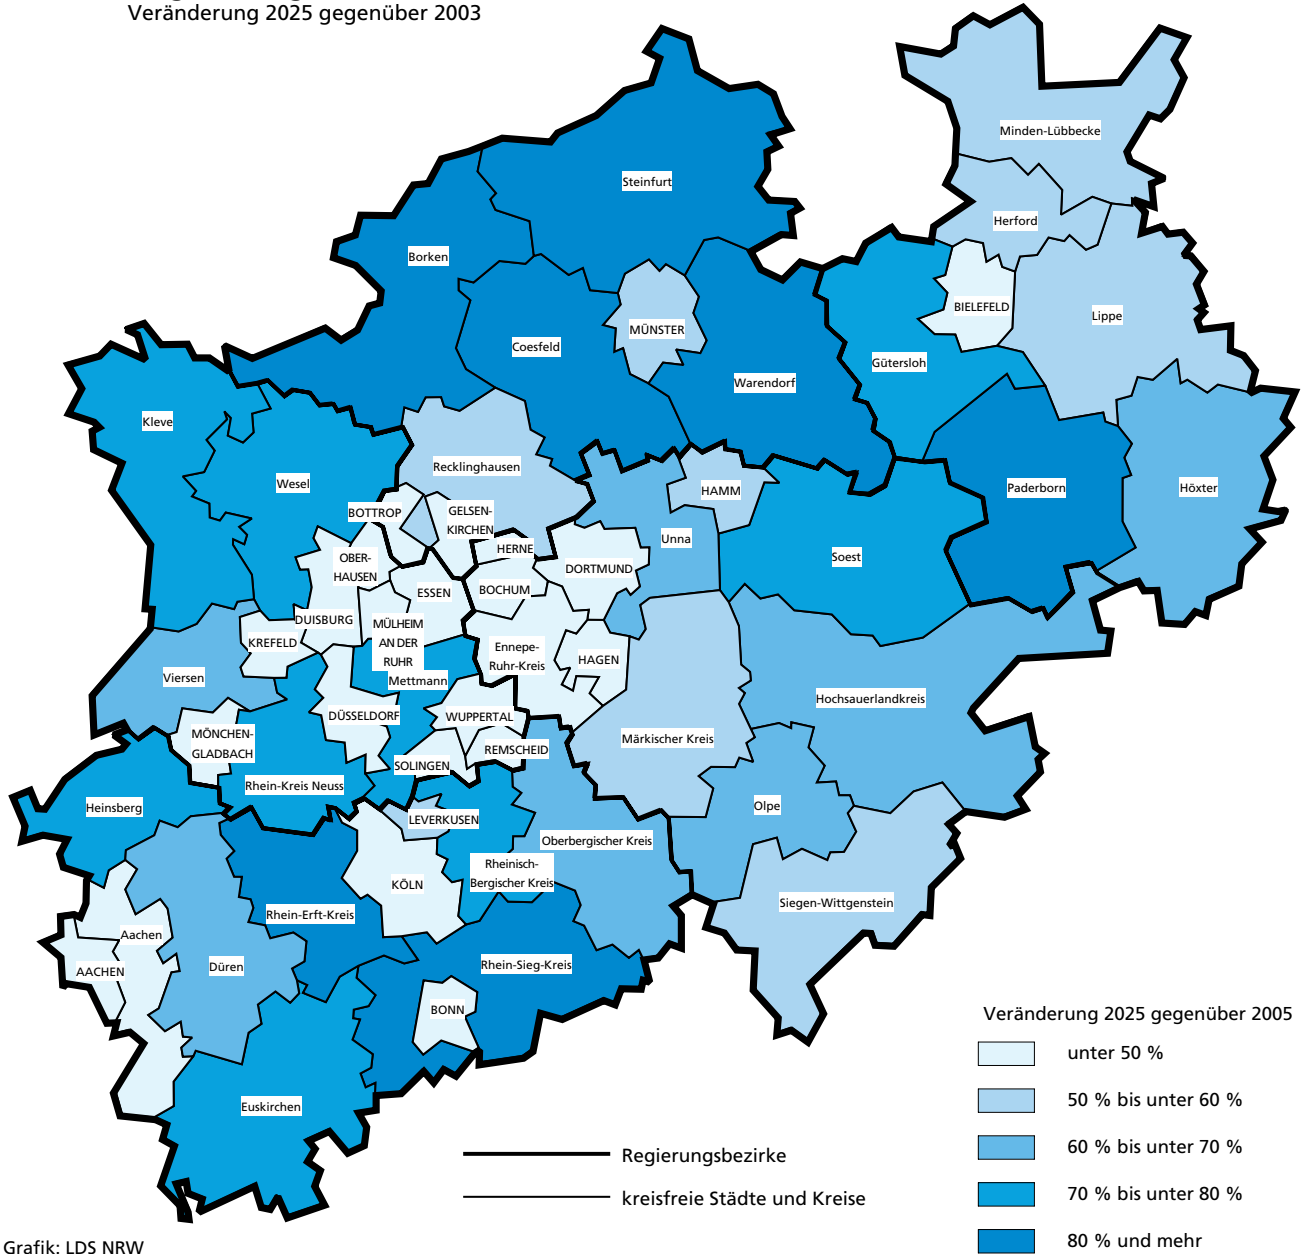 Veränderung 2025 gegenüber 2003
Minden-Lübbecke
Steinfurt
Herford
Borken
BIELEFELD
Lippe
MÜNSTER
Coesfeld
Gütersloh
Warendorf
Kleve
Recklinghausen
Wesel
HAMM
Paderborn
Höxter
BOTTROP
GELSEN-
KIRCHEN
Unna
HERNE
Soest
OBER-
HAUSEN
DORTMUND
ESSEN
BOCHUM
DUISBURG
MÜLHEIM
AN DER
RUHR
KREFELD
Ennepe-
Ruhr-Kreis
HAGEN
Viersen
Mettmann
Hochsauerlandkreis
DÜSSELDORF
WUPPERTAL
MÖNCHEN-
GLADBACH
Märkischer Kreis
REMSCHEID
SOLINGEN
Rhein-Kreis Neuss
Heinsberg
Olpe
LEVERKUSEN
Oberbergischer Kreis
Rheinisch-
Bergischer Kreis
KÖLN
Siegen-Wittgenstein
Rhein-Erft-Kreis
Aachen
Düren
Rhein-Sieg-Kreis
AACHEN
BONN
Euskirchen
Veränderung 2025 gegenüber 2005
unter 50 %
50 % bis unter 60 %
60 % bis unter 70 %
70 % bis unter 80 %
80 % und mehr
Regierungsbezirke
kreisfreie Städte und Kreise
Grafik: LDS NRW